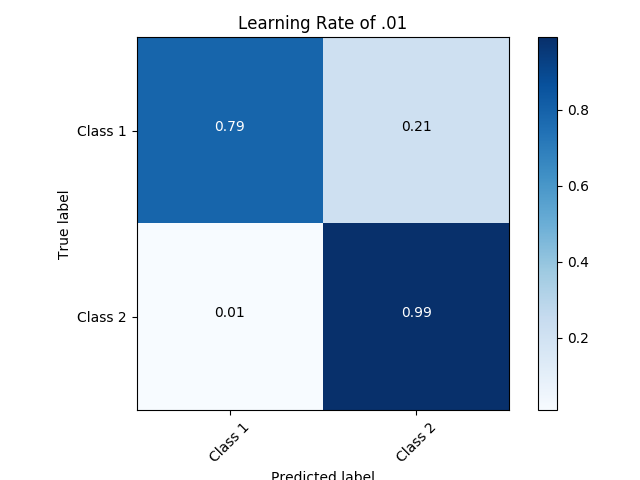 Learning Rate of .01
Class 1
0.79
0.21
0.8
0.6
True label
0.4
Class 2
0.01
0.99
0.2
Class 1
Class 2
Predicted label